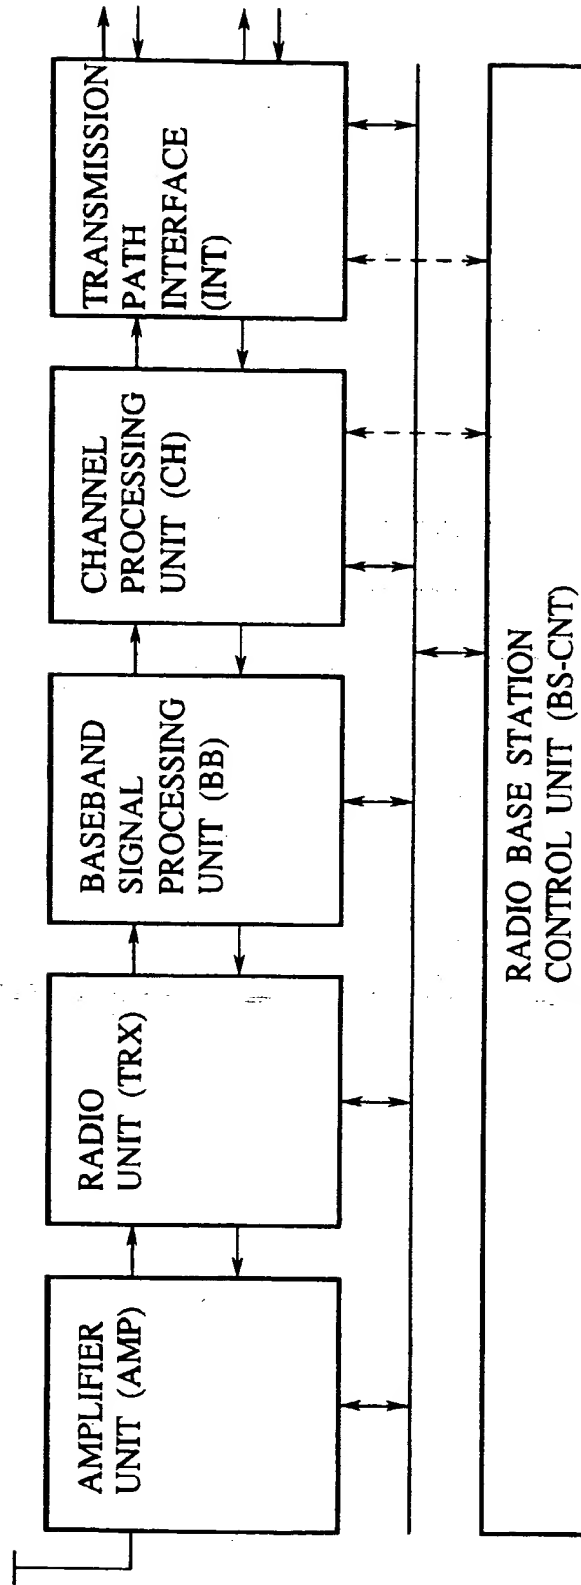 AMPLIFIER
UNIT (AMP)
RADIO
UNIT (TRX)
BASEBAND
SIGNAL
PROCESSING
UNIT (BB)
CHANNEL
PROCESSING
UNIT (CH)
TRANSMISSION
PATH
INTERFACE
(INT)
RADIO BASE STATION
CONTROL UNIT (BS-CNT)